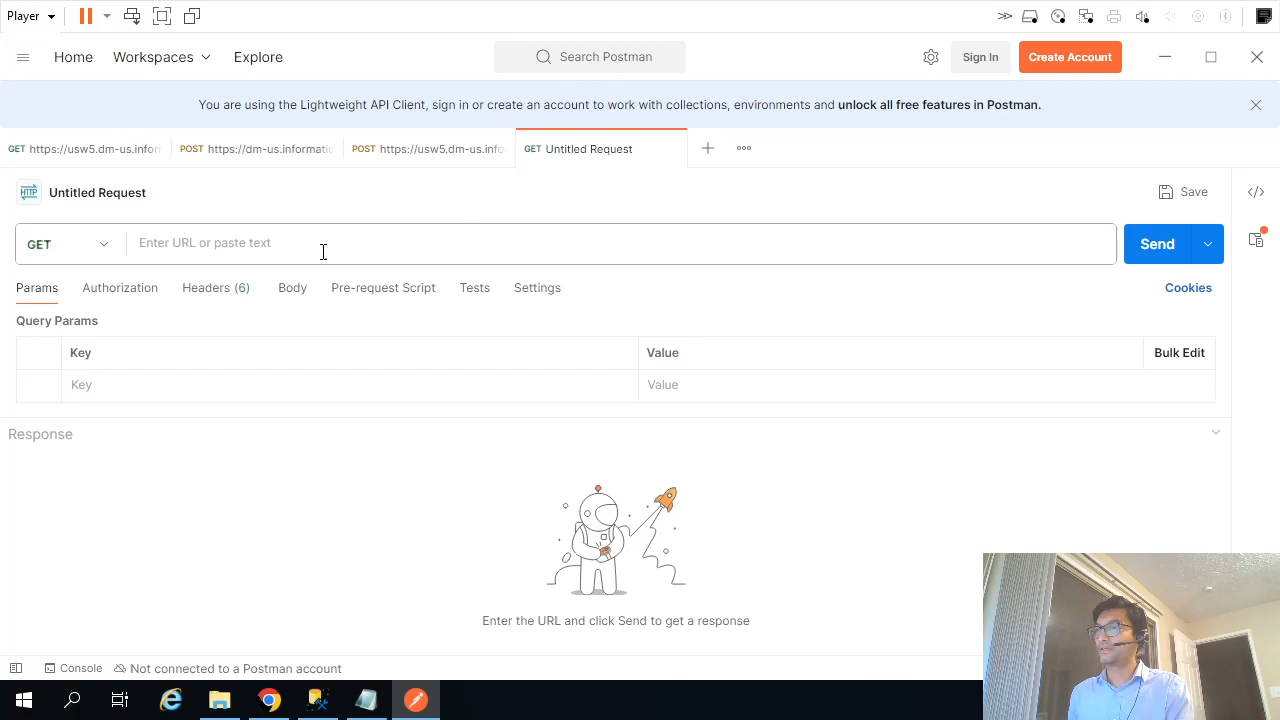 Player
Home Workspaces Explore Search Postman Sign In Create Account
You are using the Lightweight API Client, sign in or create an account to work with collections, environments and unlock all free features in Postman.
GET https://usw5.dm-us.infor POST https://dm-us.informatic POST https://usw5.dm-us.info GET Untitled Request
HTTP Untitled Request Save </>
GET Enter URL or paste text Send
Params Authorization Headers (6) Body Pre-request Script Tests Settings Cookies
Query Params
Key Value Bulk Edit
Key Value
Response
Enter the URL and click Send to get a response
Console Not connected to a Postman account